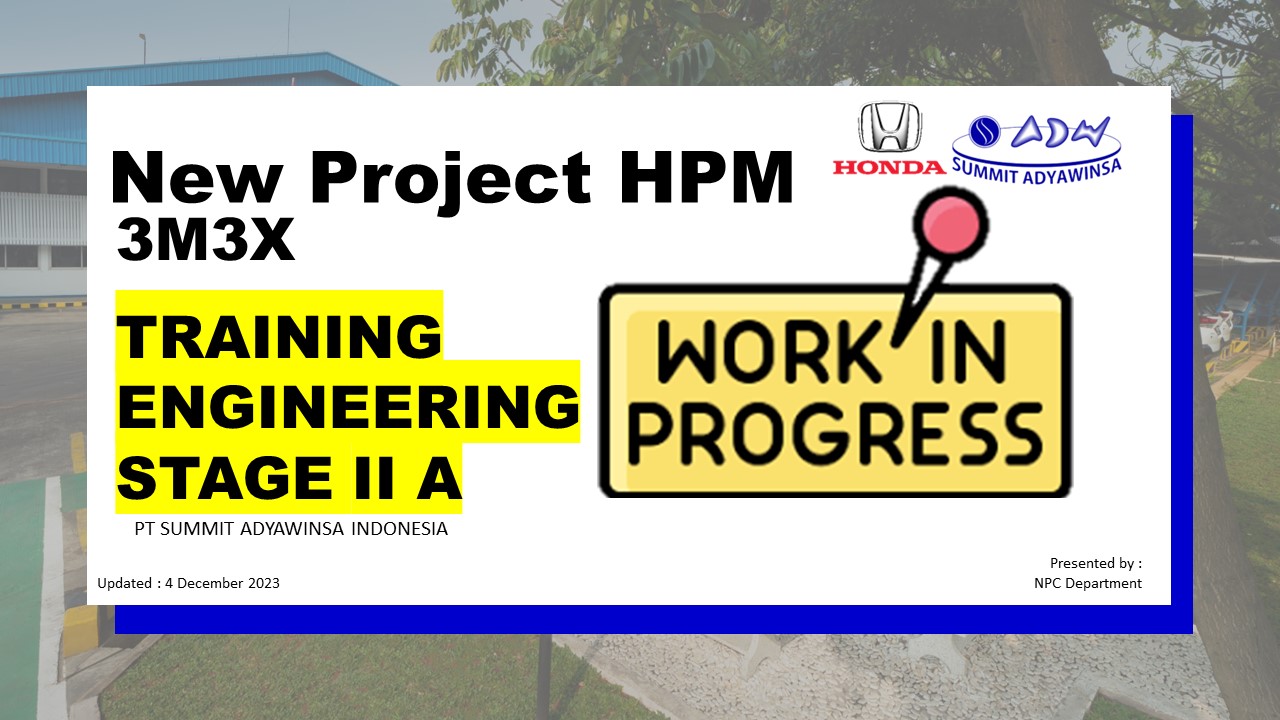 New Project HPM
3M3X
HONDA
ADW
SUMMIT ADYAWINSA
TRAINING
ENGINEERING
STAGE II A
WORK IN
PROGRESS
PT SUMMIT ADYAWINSA INDONESIA
Updated : 4 December 2023
Presented by :
NPC Department